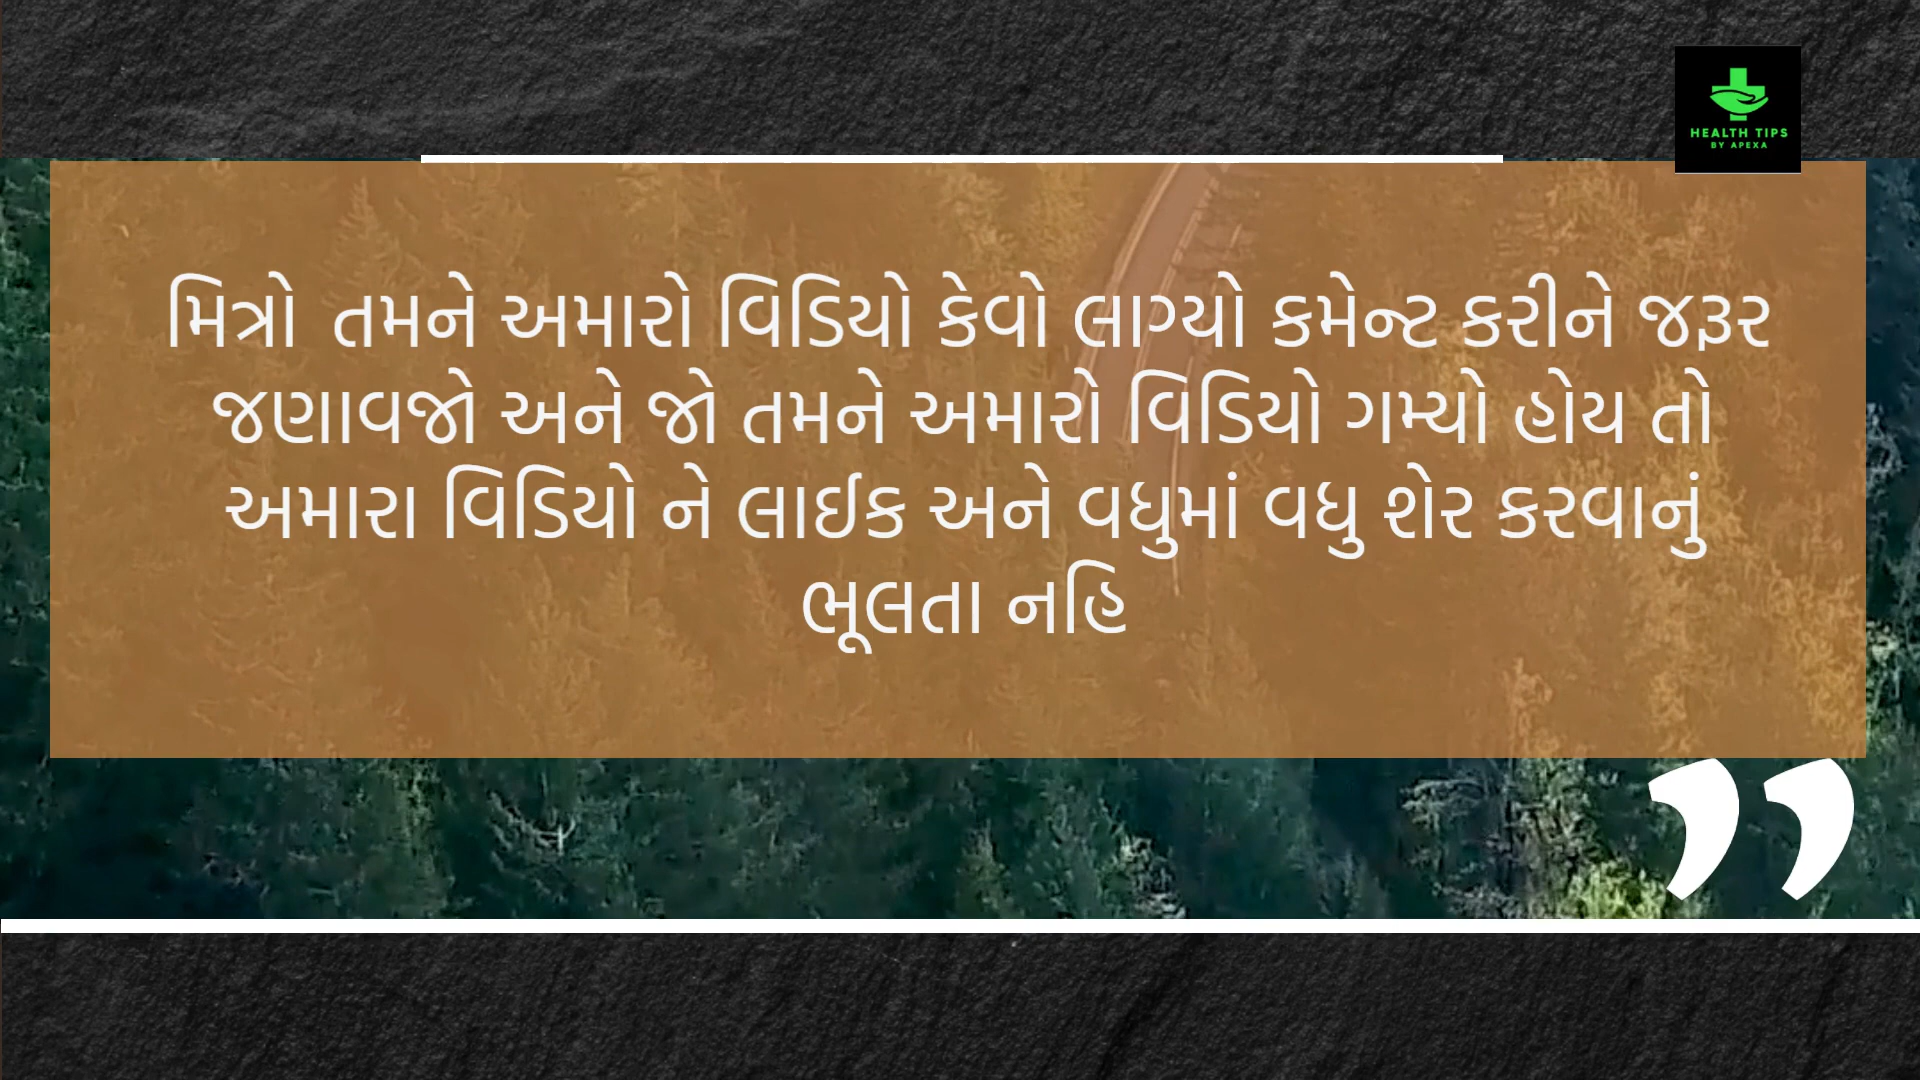 HEALTH TIPS
BY APEXA
મિત્રો તમને અમારો વિડિયો કેવો લાગ્યો કમેન્ટ કરીને જરૂર
જણાવજો અને જો તમને અમારો વિડિયો ગમ્યો હોય તો
અમારા વિડિયો ને લાઈક અને વધુમાં વધુ શેર કરવાનું
ભૂલતા નહિ
”